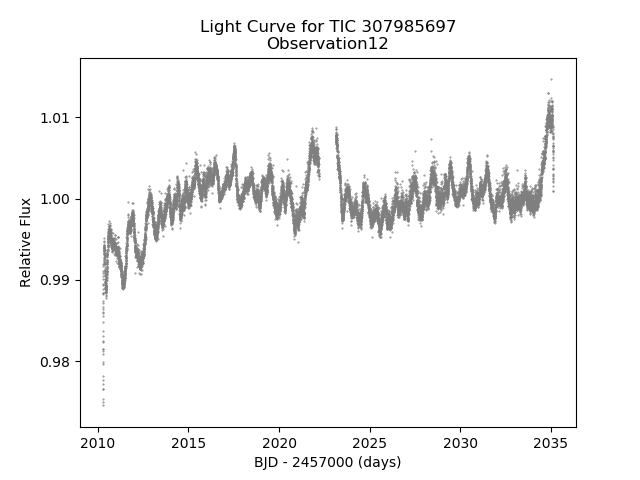 Light Curve for TIC 307985697
Observation12
1.01
1.00
0.99
0.98
Relative Flux
2010 2015 2020 2025 2030 2035
BJD - 2457000 (days)